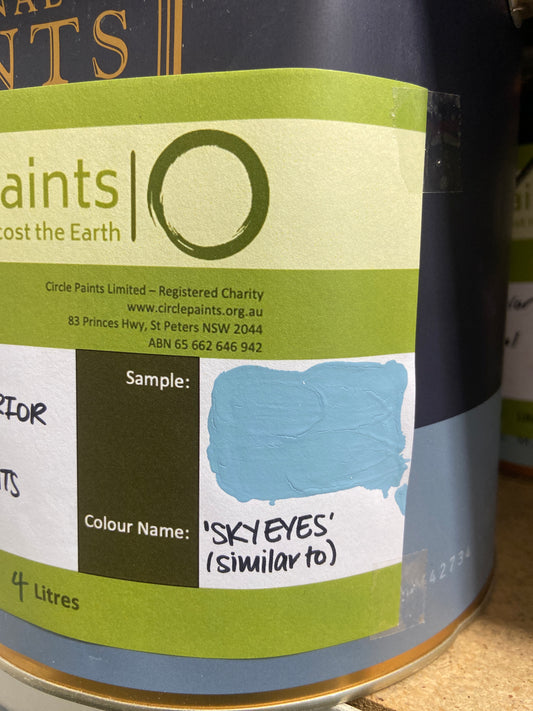 NTS
aints
cost the Earth
Circle Paints Limited – Registered Charity
www.circlepaints.org.au
83 Princes Hwy, St Peters NSW 2044
ABN 65 662 646 942
Sample:
RIOR
TS
Colour Name:
'SKYEYES'
(similar to)
4 Litres
42734